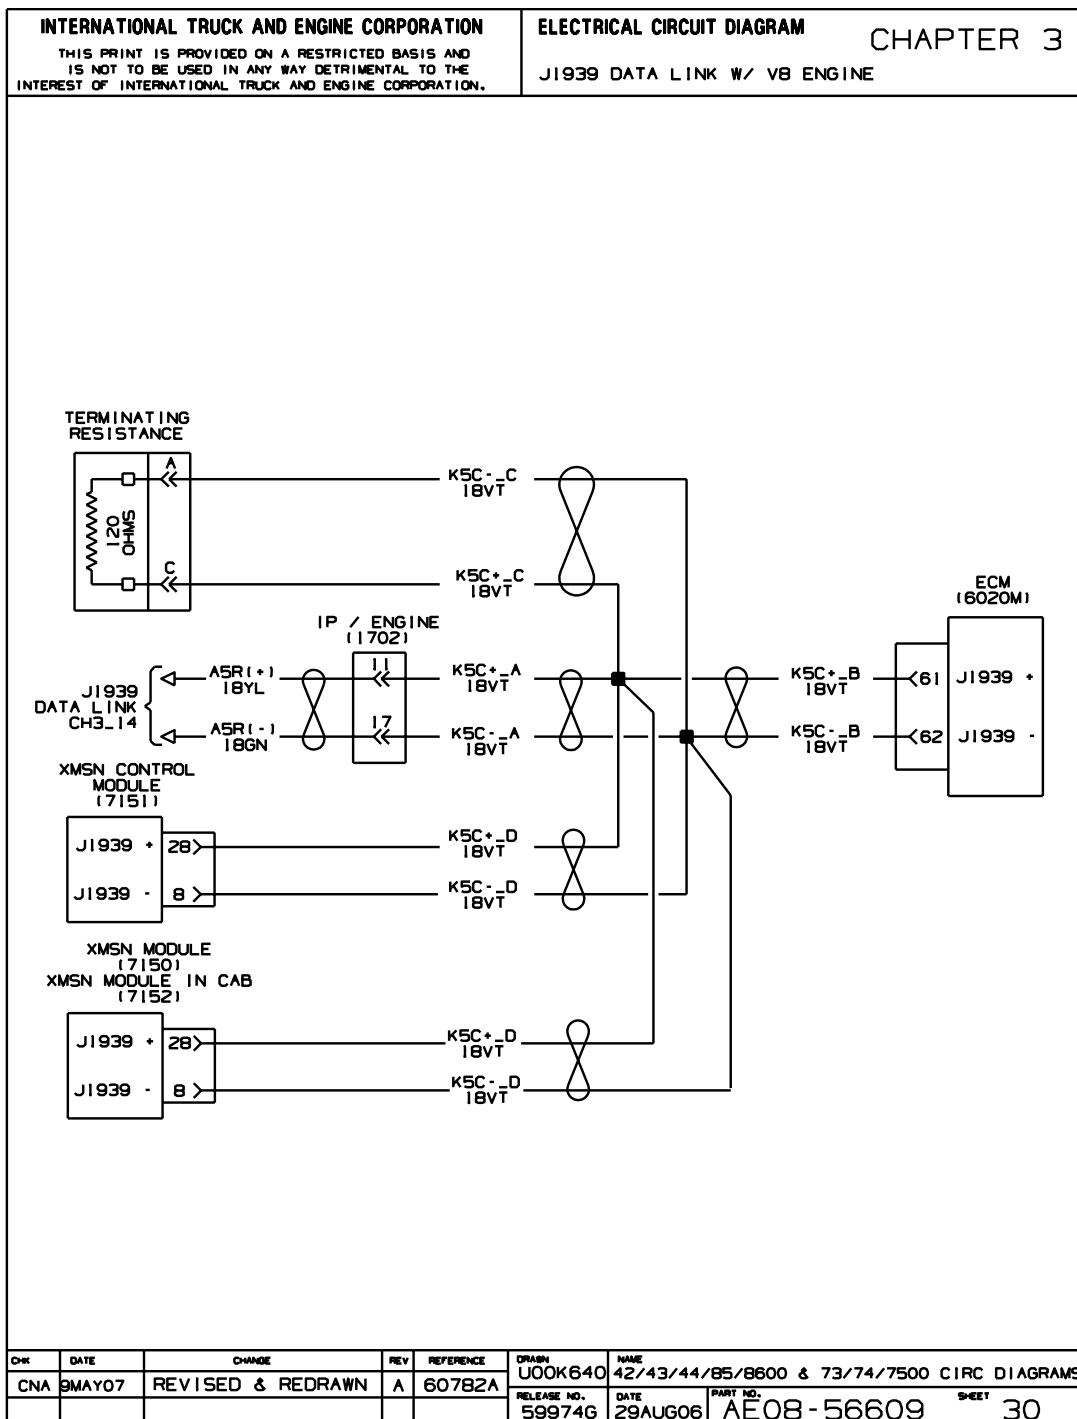 INTERNATIONAL TRUCK AND ENGINE CORPORATION
THIS PRINT IS PROVIDED ON A RESTRICTED BASIS AND
IS NOT TO BE USED IN ANY WAY DETRIMENTAL TO THE
INTEREST OF INTERNATIONAL TRUCK AND ENGINE CORPORATION.
ELECTRICAL CIRCUIT DIAGRAM
CHAPTER 3
J1939 DATA LINK W/ V8 ENGINE
TERMINATING
RESISTANCE
A
120
OHMS
C
K5C-_C
18VT
K5C+_C
18VT
ECM
(6020M)
IP / ENGINE
(1702)
J1939
DATA LINK
CH3_14
A5R(+)
18YL
11
K5C+_A
18VT
K5C+_B
18VT
61
J1939 +
A5R(-)
18GN
17
K5C-_A
18VT
K5C-_B
18VT
62
J1939 -
XMSN CONTROL
MODULE
(7151)
J1939 +
28
K5C+_D
18VT
J1939 -
8
K5C-_D
18VT
XMSN MODULE
(7150)
XMSN MODULE IN CAB
(7152)
J1939 +
28
K5C+_D
18VT
J1939 -
8
K5C-_D
18VT
CHK DATE CHANGE REV REFERENCE
CNA 9MAY07 REVISED & REDRAWN A 60782A
DRAWN
U00K640
NAME
42/43/44/85/8600 & 73/74/7500 CIRC DIAGRAMS
RELEASE NO.
59974G
DATE
29AUG06
PART NO.
AE08-56609
SHEET
30